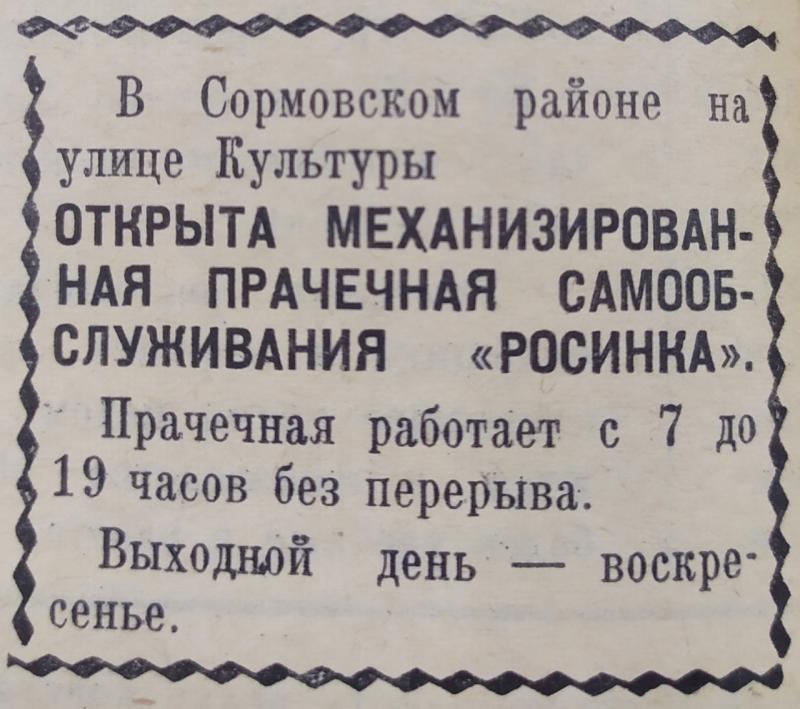 В Сормовском районе на
улице Культуры
ОТКРЫТА МЕХАНИЗИРОВАН-
НАЯ ПРАЧЕЧНАЯ САМООБ-
СЛУЖИВАНИЯ «РОСИНКА».
Прачечная работает с 7 до
19 часов без перерыва.
Выходной день — воскре-
сенье.